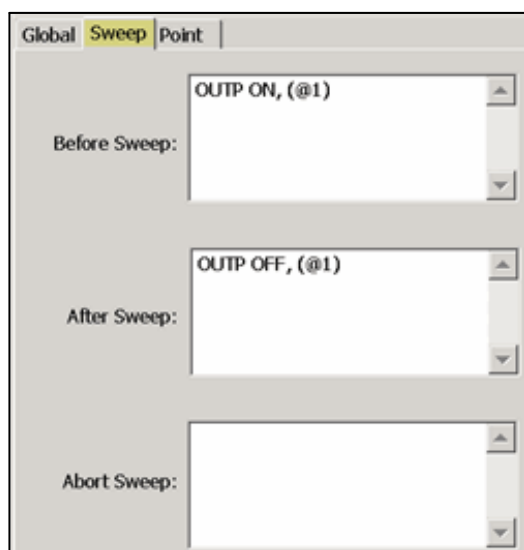 Global Sweep Point
OUTP ON, (@1)
Before Sweep:
OUTP OFF, (@1)
After Sweep:
Abort Sweep: